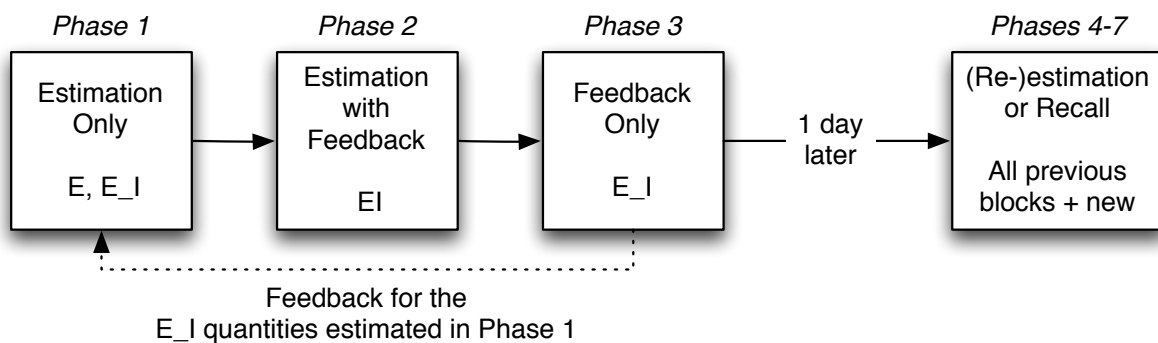 Phase 1
Estimation
Only
E, E_I
Phase 2
Estimation
with
Feedback
EI
Phase 3
Feedback
Only
E_I
1 day
later
Phases 4-7
(Re-)estimation
or Recall
All previous
blocks + new
Feedback for the
E_I quantities estimated in Phase 1